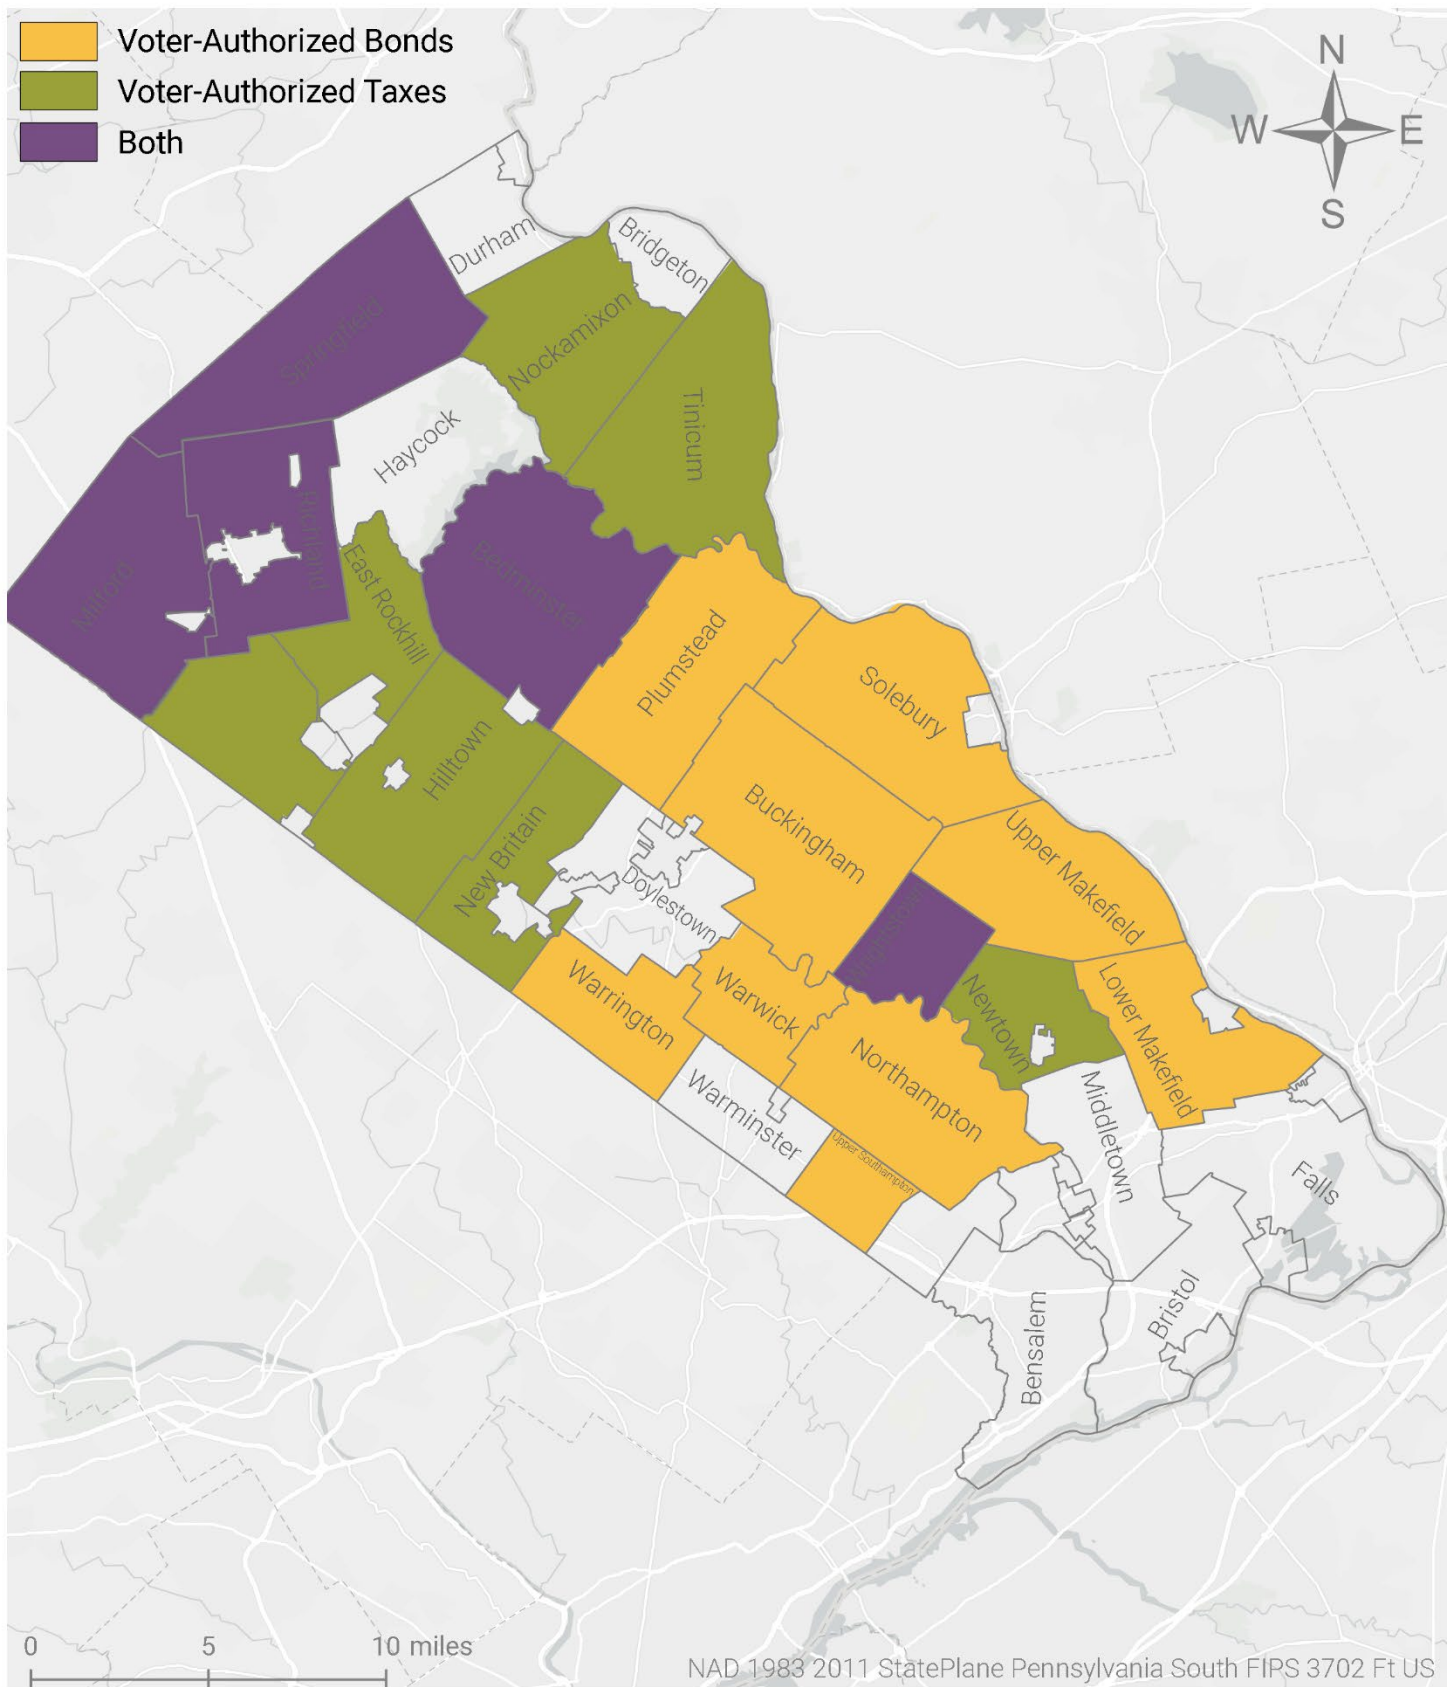 Voter-Authorized Bonds
Voter-Authorized Taxes
Both
N
W
E
S
Durham
Bridgeton
Springfield
Nockamixon
Tinicum
Haycock
Richland
Milford
East Rockhill
Bedminster
Plumstead
Solebury
Hilltown
Buckingham
New Britain
Upper Makefield
Doylestown
Wrightstown
Warrington
Warwick
Newtown
Lower Makefield
Northampton
Warminster
Middletown
Upper Southampton
Falls
Bristol
Bensalem
0 5 10 miles
NAD 1983 2011 StatePlane Pennsylvania South FIPS 3702 Ft US